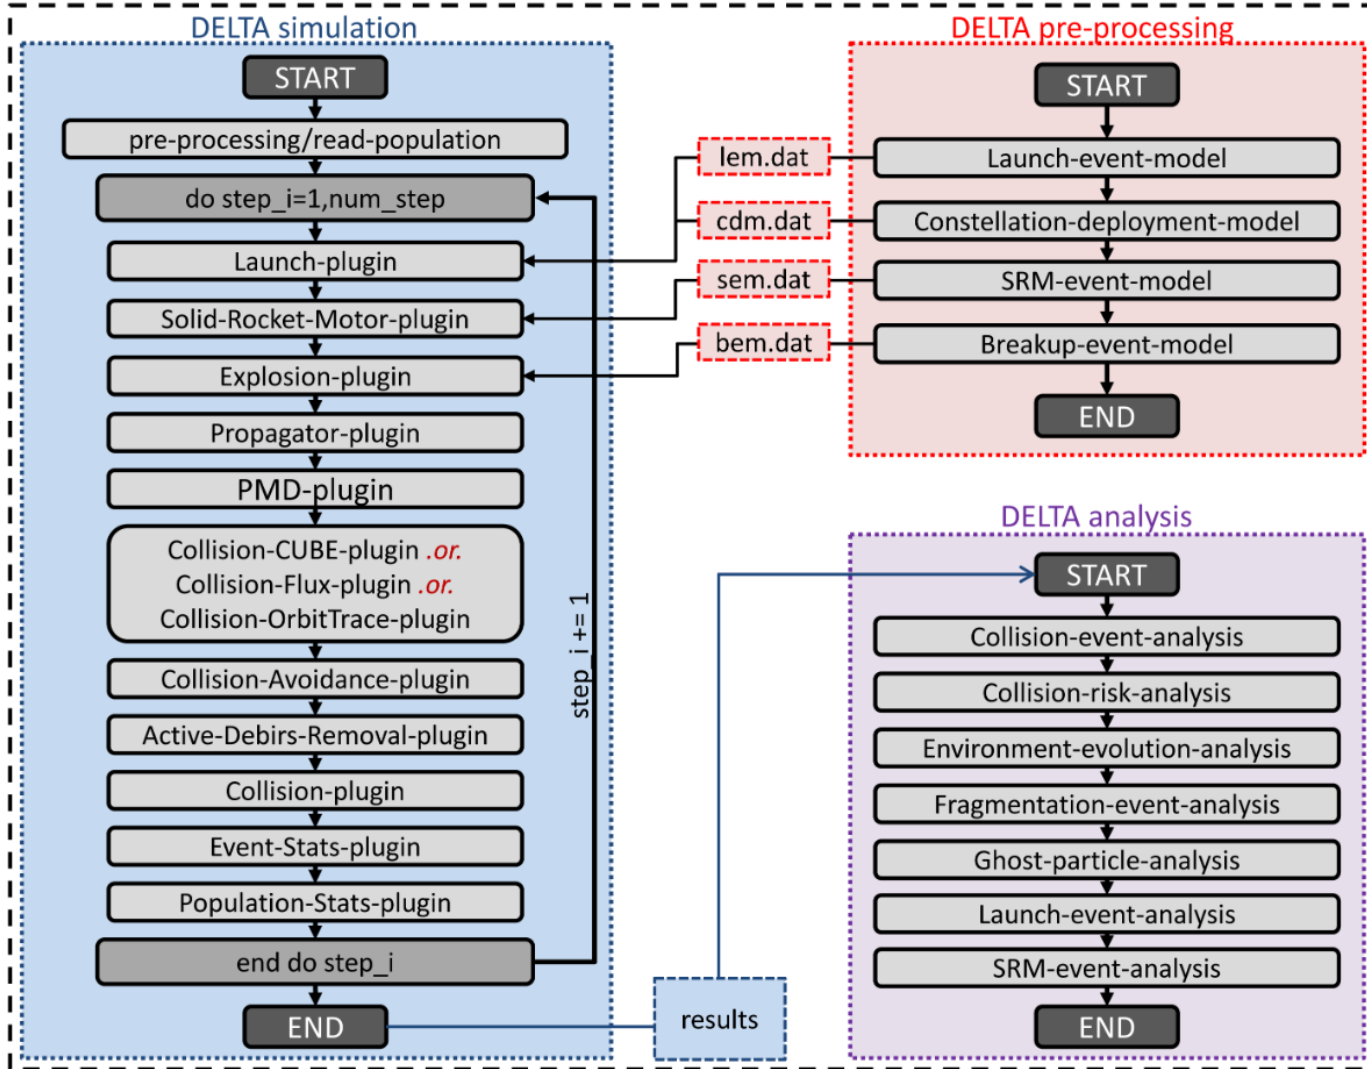 DELTA simulation
START
pre-processing/read-population
do step_i=1,num_step
Launch-plugin
Solid-Rocket-Motor-plugin
Explosion-plugin
Propagator-plugin
PMD-plugin
Collision-CUBE-plugin .or.
Collision-Flux-plugin .or.
Collision-OrbitTrace-plugin
Collision-Avoidance-plugin
Active-Debirs-Removal-plugin
Collision-plugin
Event-Stats-plugin
Population-Stats-plugin
end do step_i
END
step_i += 1
lem.dat
cdm.dat
sem.dat
bem.dat
results
DELTA pre-processing
START
Launch-event-model
Constellation-deployment-model
SRM-event-model
Breakup-event-model
END
DELTA analysis
START
Collision-event-analysis
Collision-risk-analysis
Environment-evolution-analysis
Fragmentation-event-analysis
Ghost-particle-analysis
Launch-event-analysis
SRM-event-analysis
END